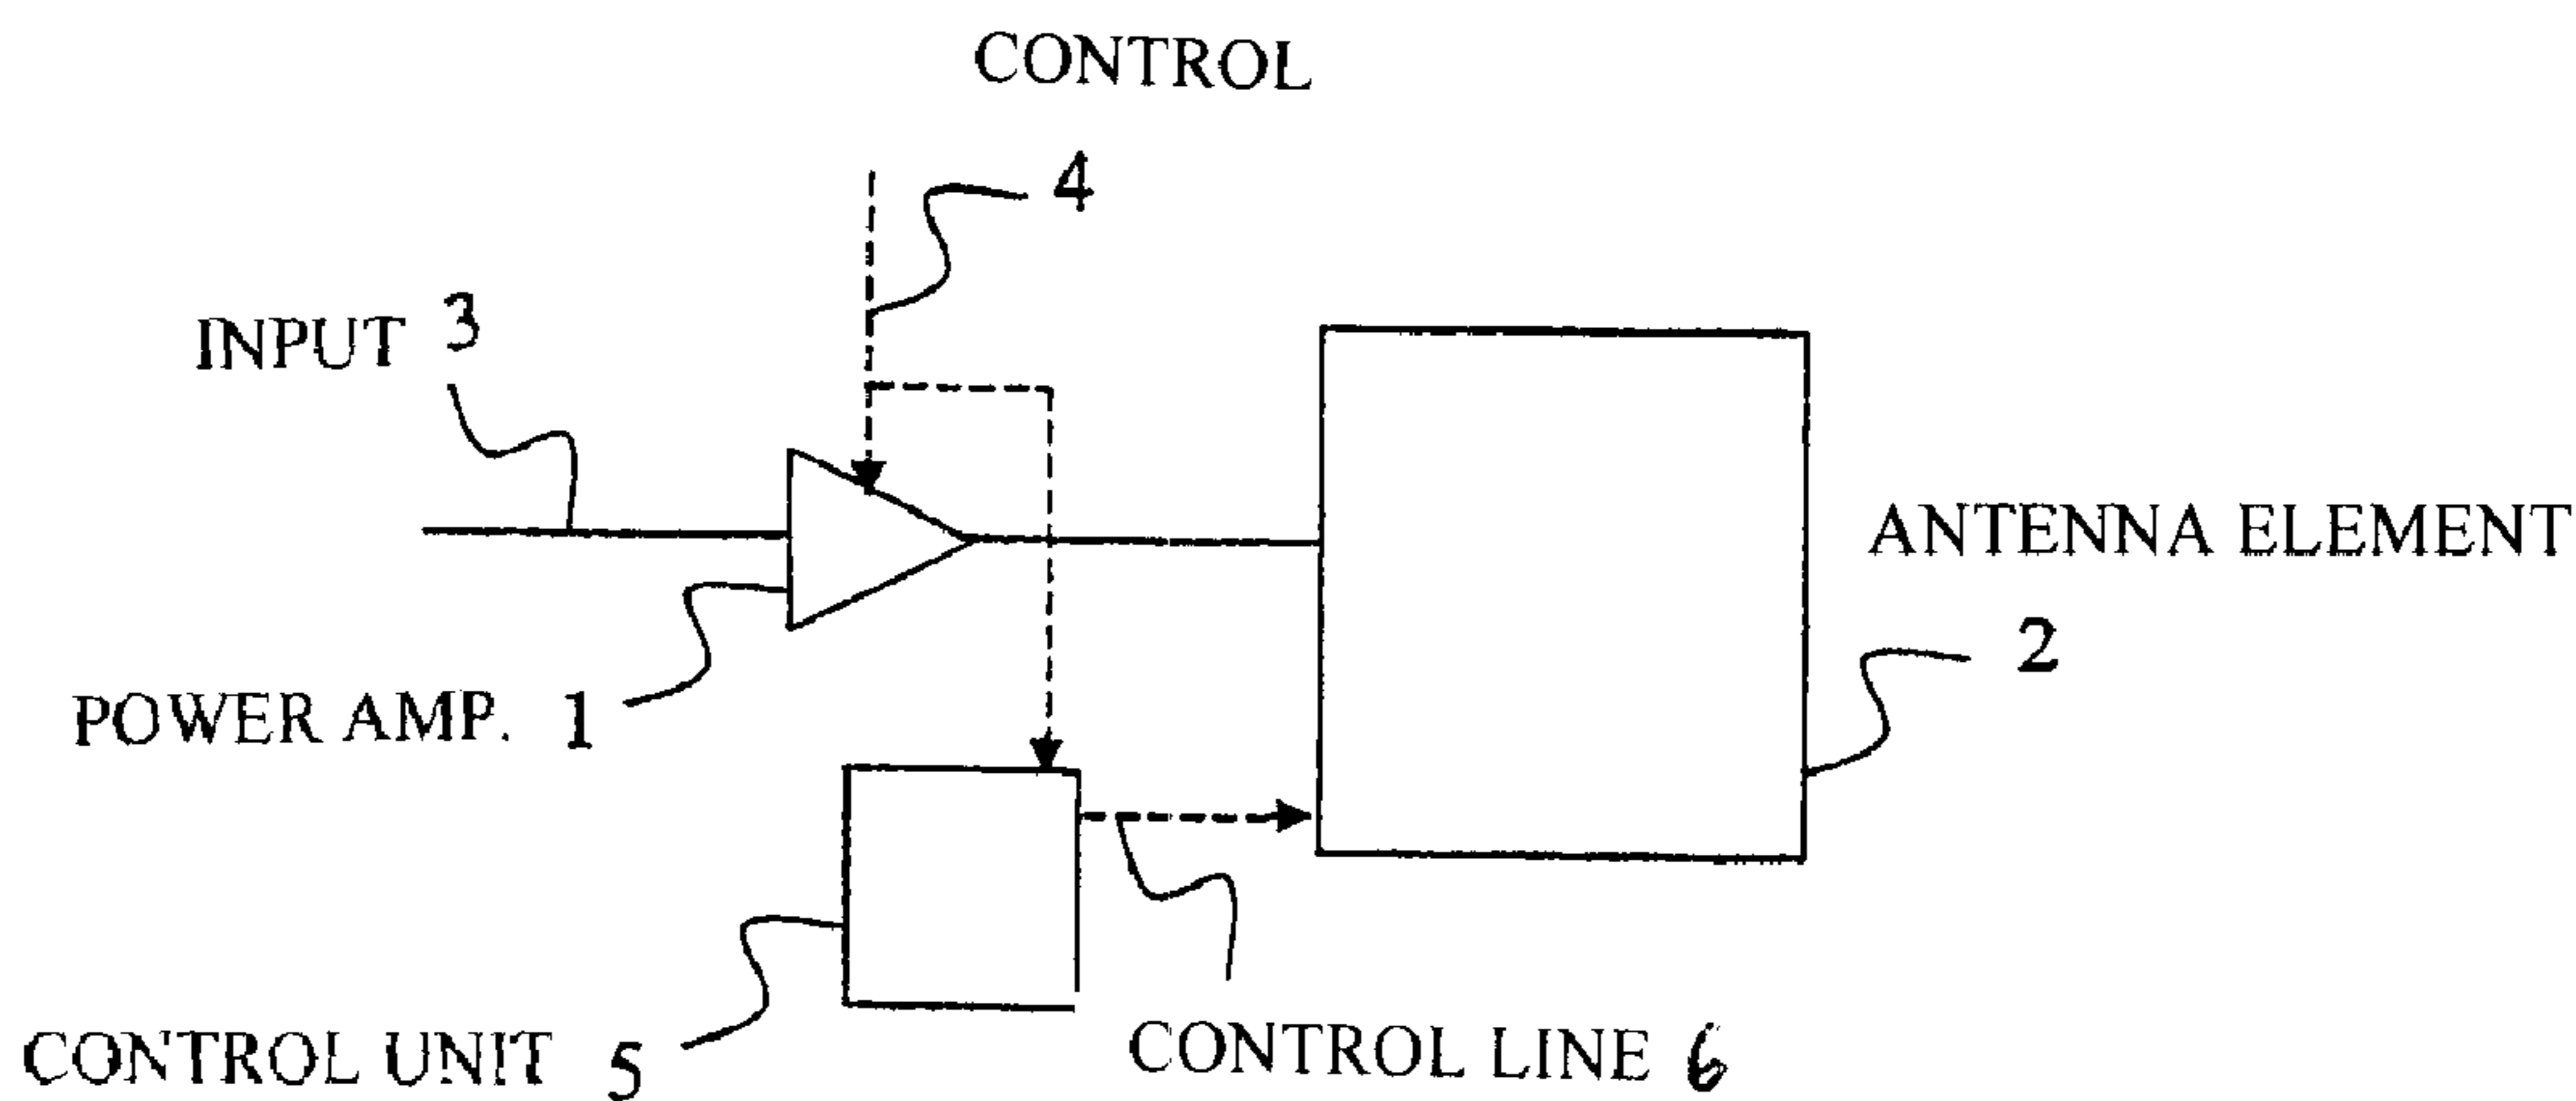 CONTROL
4
INPUT 3
ANTENNA ELEMENT
2
POWER AMP. 1
CONTROL UNIT 5
CONTROL LINE 6